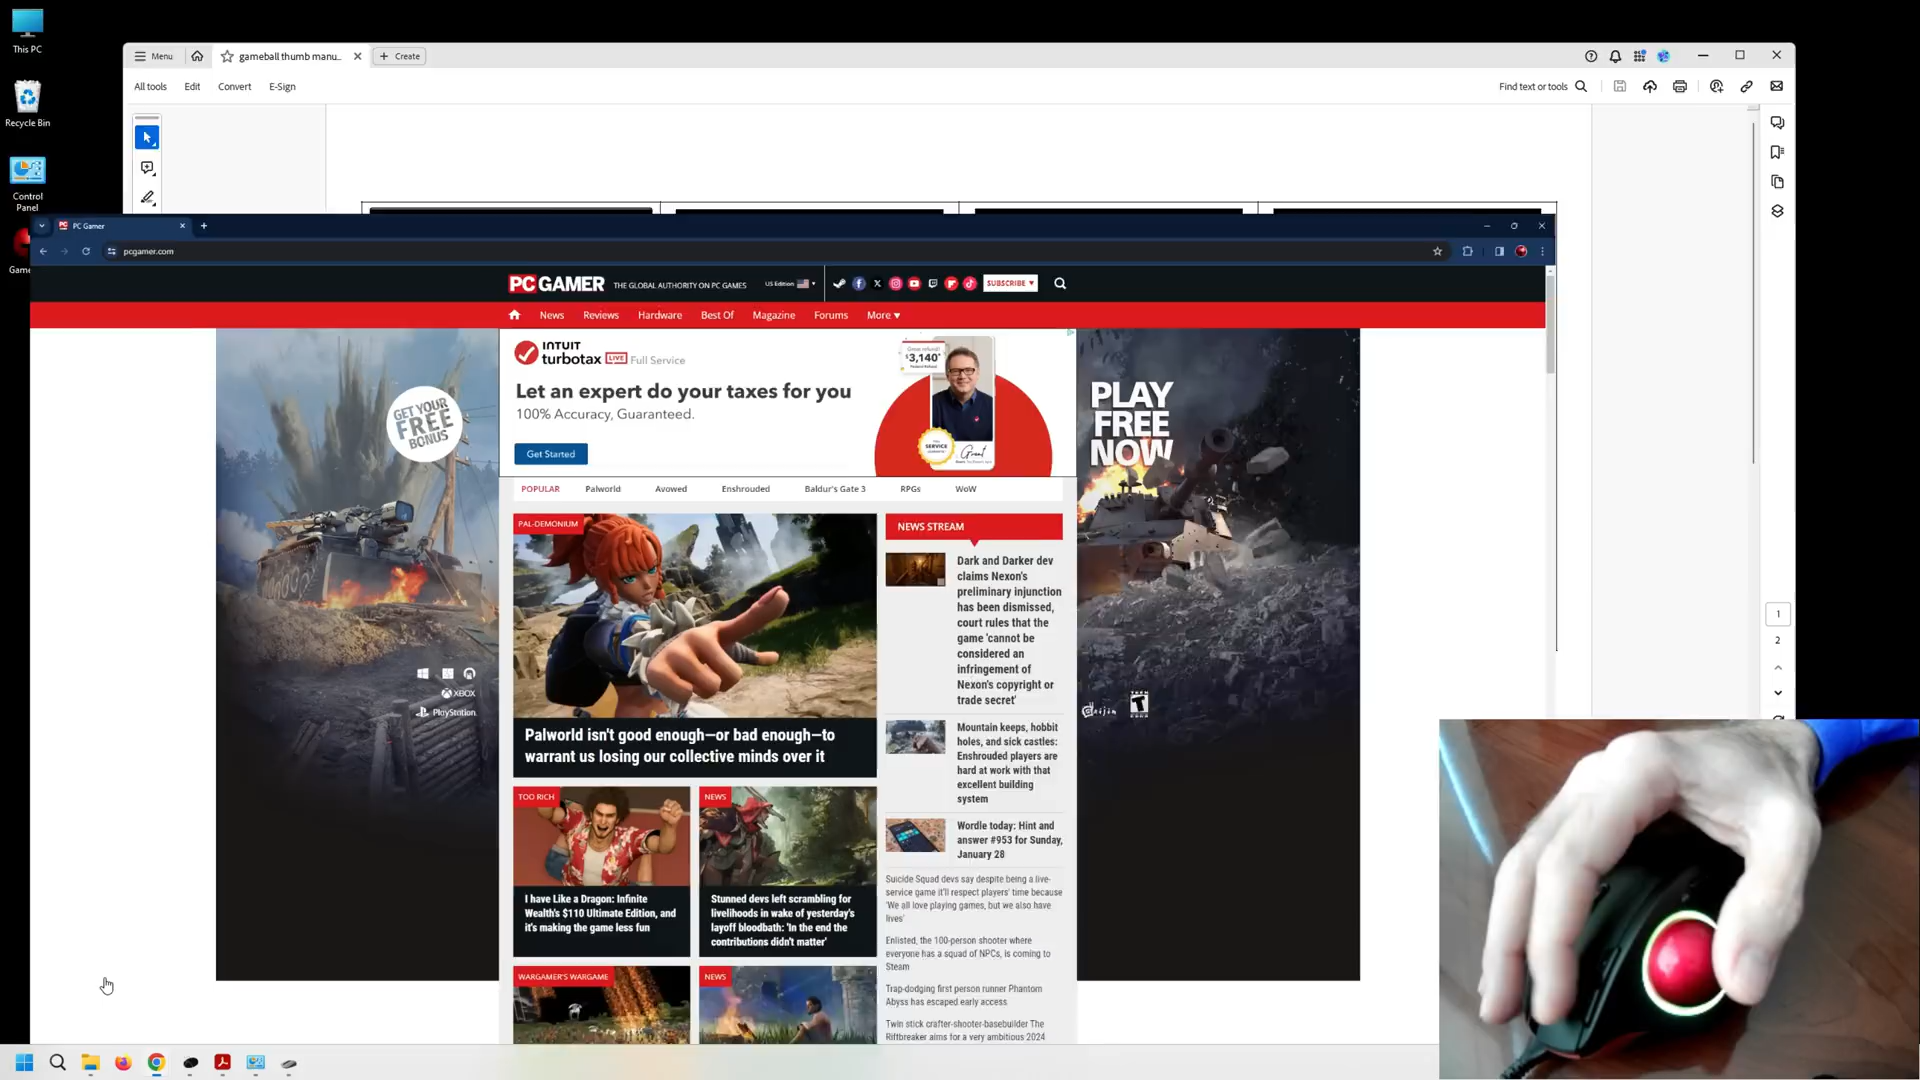 This PC
Recycle Bin
Control
Panel
Game
Menu
gameball thumb manu...
Create
All tools
Edit
Convert
E-Sign
Find text or tools
1
2
PC Gamer
pcgamer.com
PC GAMER
THE GLOBAL AUTHORITY ON PC GAMES
US Edition
SUBSCRIBE
News
Reviews
Hardware
Best Of
Magazine
Forums
More
GET YOUR
FREE
BONUS
XBOX
PlayStation
INTUIT
turbotax LIVE Full Service
Let an expert do your taxes for you
100% Accuracy, Guaranteed.
Get Started
$3,140*
SERVICE
PLAY
FREE
NOW
Gaijin
TEEN
T
POPULAR
Palworld
Avowed
Enshrouded
Baldur's Gate 3
RPGs
WoW
PAL-DEMONIUM
Palworld isn't good enough—or bad enough—to
warrant us losing our collective minds over it
TOO RICH
I have Like a Dragon: Infinite
Wealth's $110 Ultimate Edition, and
it's making the game less fun
NEWS
Stunned devs left scrambling for
livelihoods in wake of yesterday's
layoff bloodbath: 'In the end the
contributions didn't matter'
WARGAMER'S WARGAME
NEWS
NEWS STREAM
Dark and Darker dev
claims Nexon's
preliminary injunction
has been dismissed,
court rules that the
game 'cannot be
considered an
infringement of
Nexon's copyright or
trade secret'
Mountain keeps, hobbit
holes, and sick castles:
Enshrouded players are
hard at work with that
excellent building
system
Wordle today: Hint and
answer #953 for Sunday,
January 28
Suicide Squad devs say despite being a live-
service game it'll respect players' time because
'We all love playing games, but we also have
lives'
Enlisted, the 100-person shooter where
everyone has a squad of NPCs, is coming to
Steam
Trap-dodging first person runner Phantom
Abyss has escaped early access
Twin stick crafter-shooter-basebuilder The
Riftbreaker aims for a very ambitious 2024